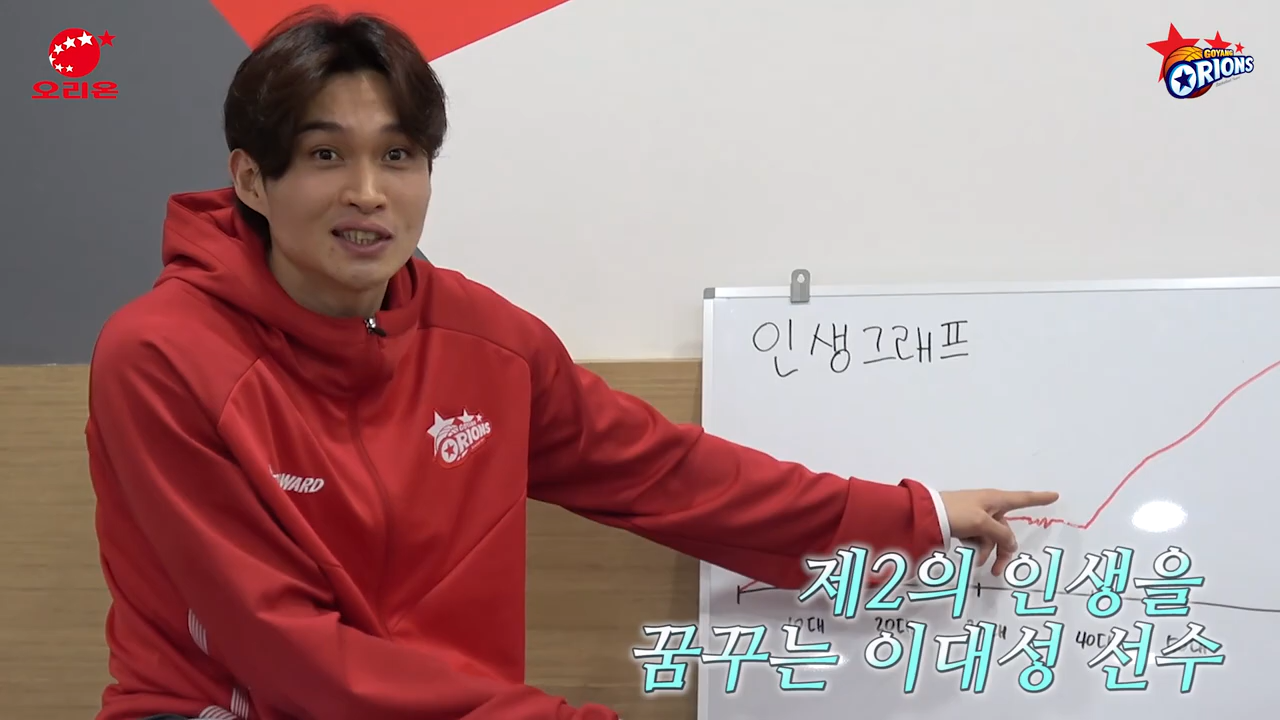 오리온
GOYANG
ORIONS
인생그래프
ORIONS
WARD
10대 20대 40대
제2의 인생을
꿈꾸는 이대성 선수